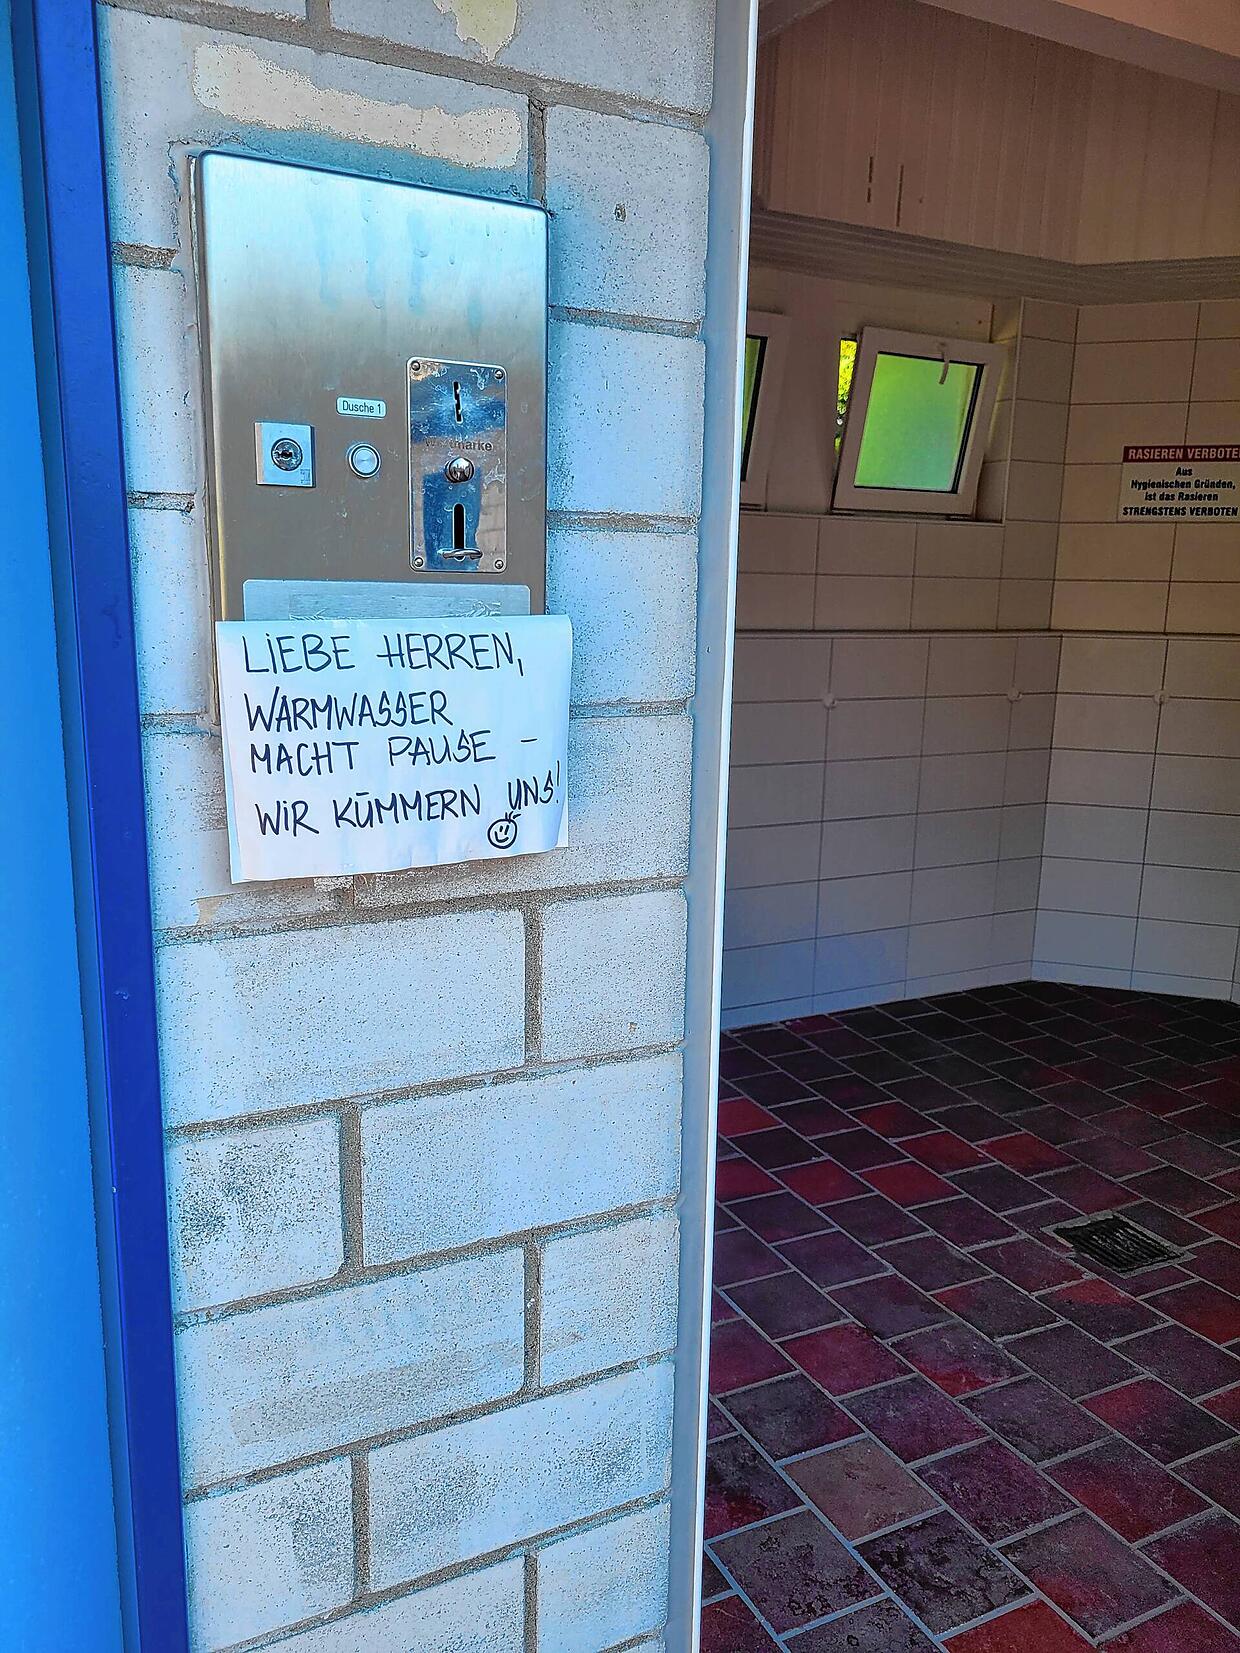 Dusche 1
Wertmarke
LIEBE HERREN,
WARMWASSER
MACHT PAUSE –
WIR KÜMMERN UNS!
RASIEREN VERBOTEN
Aus
Hygienischen Gründen,
ist das Rasieren
STRENGSTENS VERBOTEN